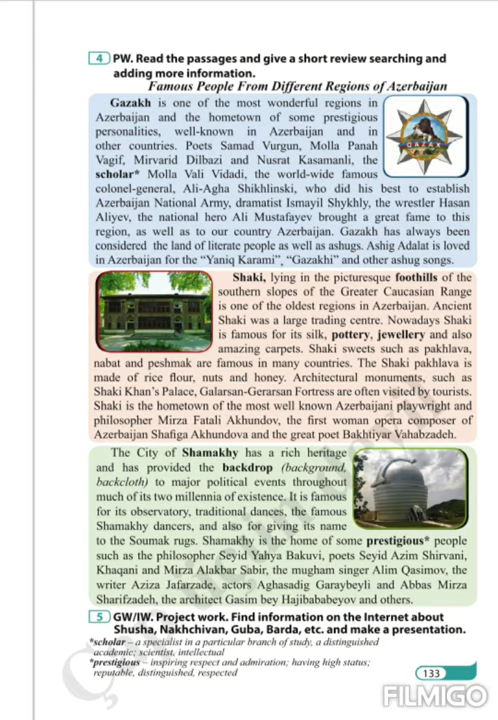 4 PW. Read the passages and give a short review searching and
adding more information.
Famous People From Different Regions of Azerbaijan
Gazakh is one of the most wonderful regions in
Azerbaijan and the hometown of some prestigious
personalities, well-known in Azerbaijan and in
other countries. Poets Samad Vurgun, Molla Panah
Vagif, Mirvarid Dilbazi and Nusrat Kasamanli, the
scholar* Molla Vali Vidadi, the world-wide famous
colonel-general, Ali-Agha Shikhlinski, who did his best to establish
Azerbaijan National Army, dramatist Ismayil Shykhly, the wrestler Hasan
Aliyev, the national hero Ali Mustafayev brought a great fame to this
region, as well as to our country Azerbaijan. Gazakh has always been
considered the land of literate people as well as ashugs. Ashig Adalat is loved
in Azerbaijan for the "Yaniq Karami", "Gazakhi" and other ashug songs.
GAZAX
Shaki, lying in the picturesque foothills of the
southern slopes of the Greater Caucasian Range
is one of the oldest regions in Azerbaijan. Ancient
Shaki was a large trading centre. Nowadays Shaki
is famous for its silk, pottery, jewellery and also
amazing carpets. Shaki sweets such as pakhlava,
nabat and peshmak are famous in many countries. The Shaki pakhlava is
made of rice flour, nuts and honey. Architectural monuments, such as
Shaki Khan's Palace, Galarsan-Gerarsan Fortress are often visited by tourists.
Shaki is the hometown of the most well known Azerbaijani playwright and
philosopher Mirza Fatali Akhundov, the first woman opera composer of
Azerbaijan Shafiga Akhundova and the great poet Bakhtiyar Vahabzadeh.
The City of Shamakhy has a rich heritage
and has provided the backdrop (background,
backcloth) to major political events throughout
much of its two millennia of existence. It is famous
for its observatory, traditional dances, the famous
Shamakhy dancers, and also for giving its name
to the Soumak rugs. Shamakhy is the home of some prestigious* people
such as the philosopher Seyid Yahya Bakuvi, poets Seyid Azim Shirvani,
Khaqani and Mirza Alakbar Sabir, the mugham singer Alim Qasimov, the
writer Aziza Jafarzade, actors Aghasadig Garaybeyli and Abbas Mirza
Sharifzadeh, the architect Gasim bey Hajibababeyov and others.
5 GW/IW. Project work. Find information on the Internet about
Shusha, Nakhchivan, Guba, Barda, etc. and make a presentation.
*scholar – a specialist in a particular branch of study, a distinguished
academic; scientist, intellectual
*prestigious – inspiring respect and admiration; having high status;
reputable, distinguished, respected
133
FILMIGO